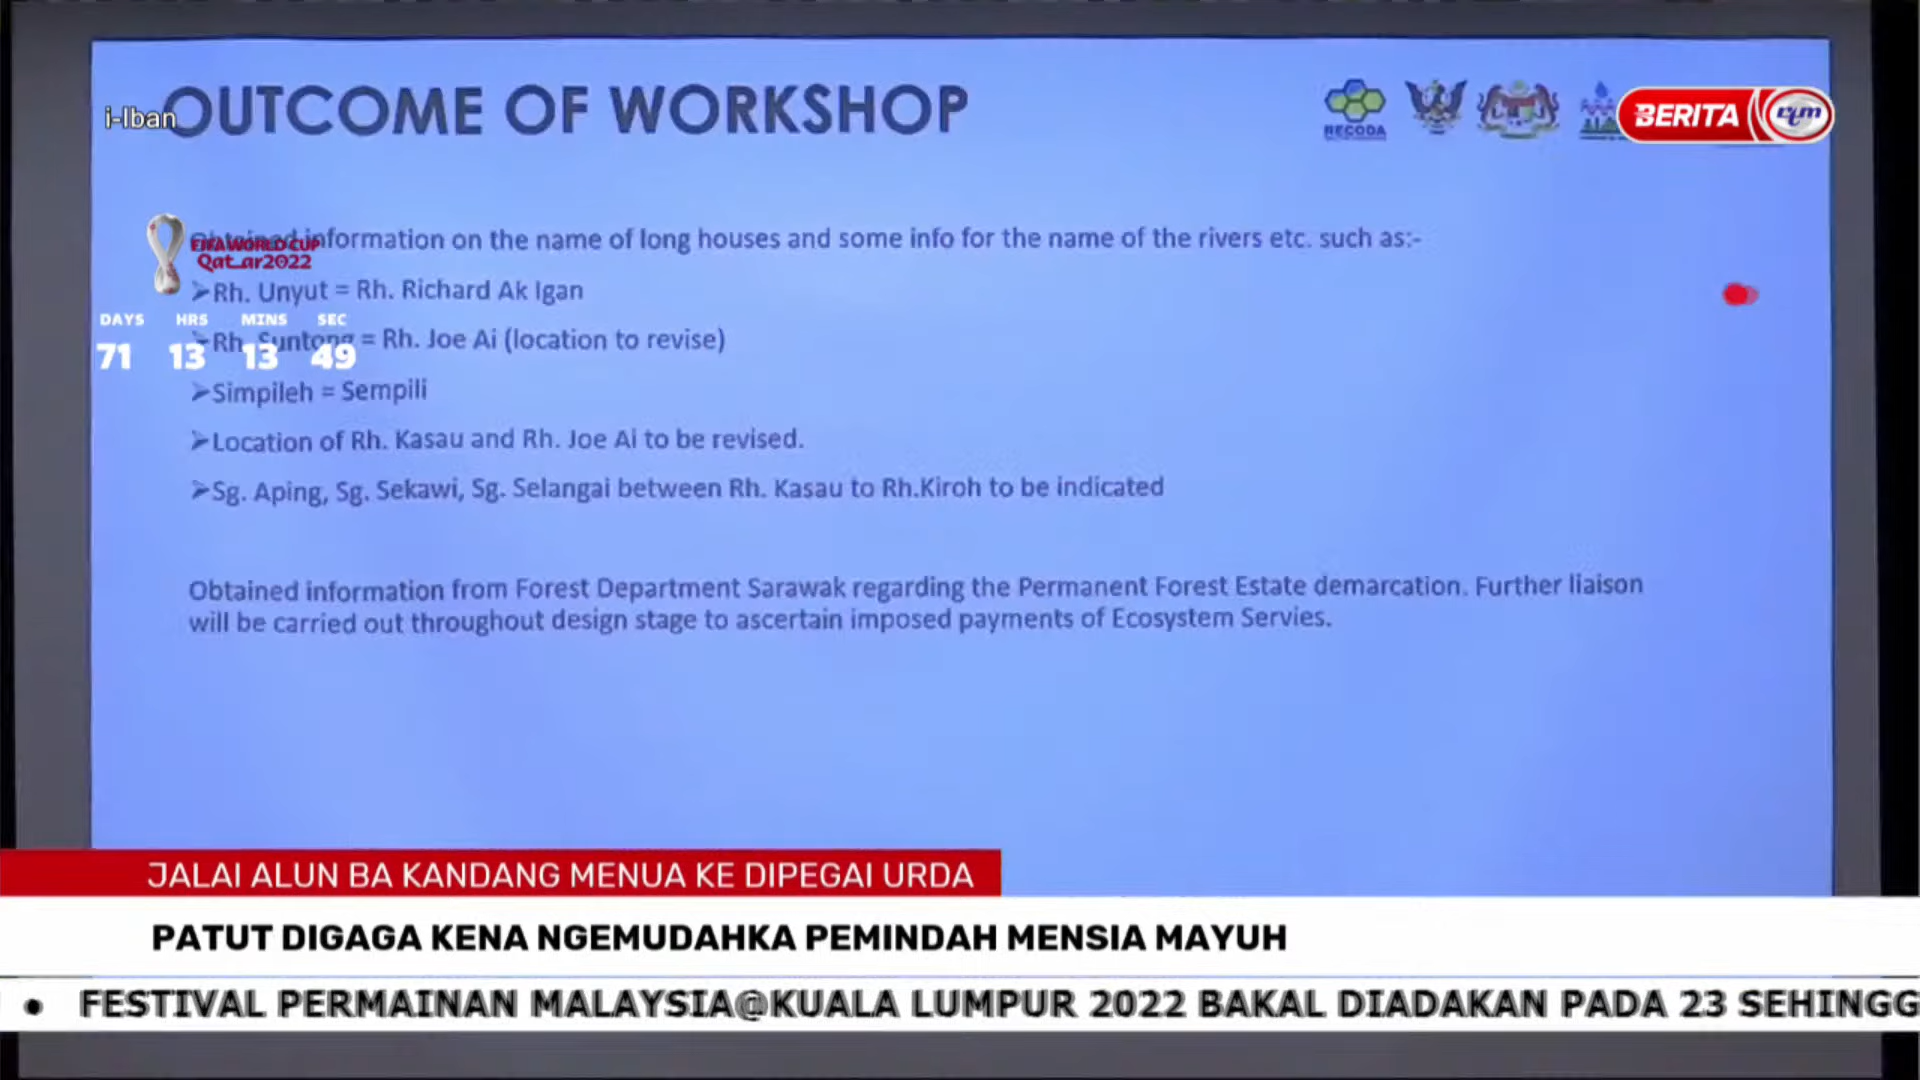 OUTCOME OF WORKSHOP
i-Iban
RECODA
BERITA rtm
Obtained information on the name of long houses and some info for the name of the rivers etc. such as:-
FIFA WORLD CUP
Qatar2022
➢Rh. Unyut = Rh. Richard Ak Igan
DAYS HRS MINS SEC
➢Rh. Suntong = Rh. Joe Ai (location to revise)
71 13 13 49
➢Simpileh = Sempili
➢Location of Rh. Kasau and Rh. Joe Ai to be revised.
➢Sg. Aping, Sg. Sekawi, Sg. Selangai between Rh. Kasau to Rh.Kiroh to be indicated
Obtained information from Forest Department Sarawak regarding the Permanent Forest Estate demarcation. Further liaison
will be carried out throughout design stage to ascertain imposed payments of Ecosystem Servies.
JALAI ALUN BA KANDANG MENUA KE DIPEGAI URDA
PATUT DIGAGA KENA NGEMUDAHKA PEMINDAH MENSIA MAYUH
• FESTIVAL PERMAINAN MALAYSIA@KUALA LUMPUR 2022 BAKAL DIADAKAN PADA 23 SEHINGG